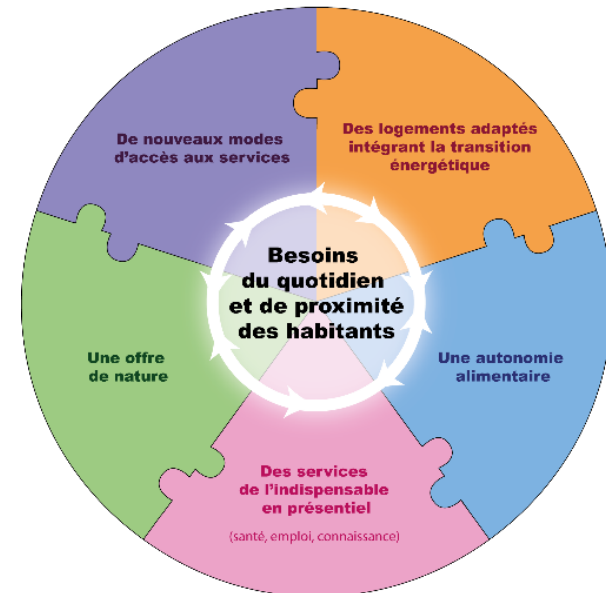 De nouveaux modes
d'accès aux services
Des logements adaptés
intégrant la transition
énergétique
Besoins
du quotidien
et de proximité
des habitants
Une offre
de nature
Une autonomie
alimentaire
Des services
de l'indispensable
en présentiel
(santé, emploi, connaissance)